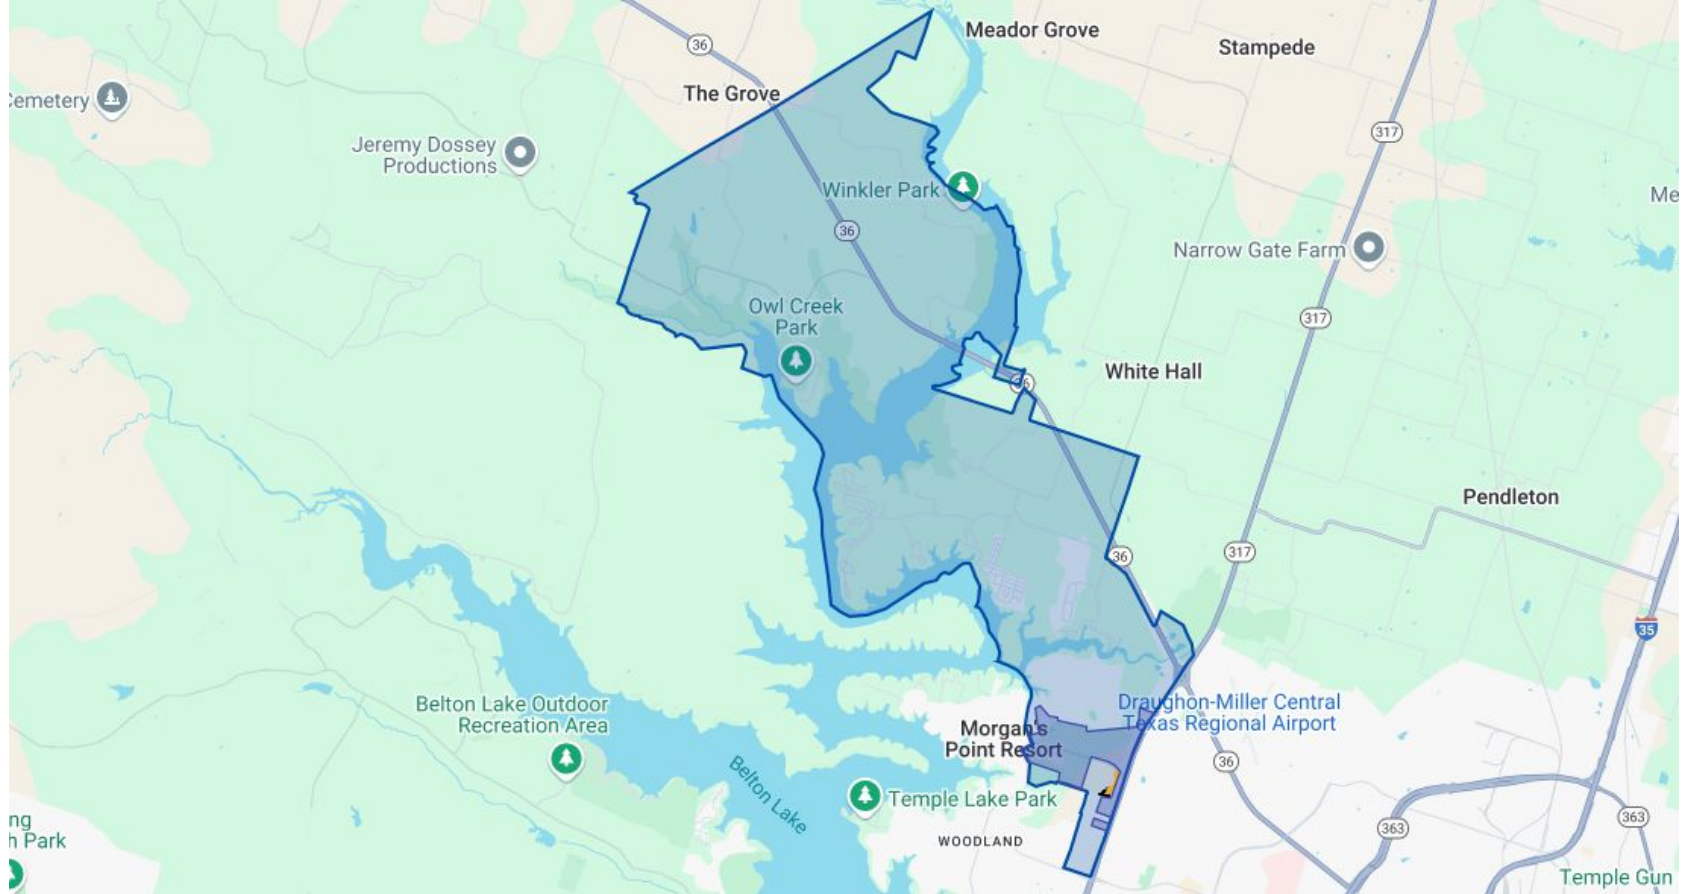 Meador Grove
Stampede
36
The Grove
Cemetery
317
Jeremy Dossey
Productions
Winkler Park
36
Narrow Gate Farm
Owl Creek
Park
317
White Hall
36
Pendleton
36
317
35
Belton Lake Outdoor
Recreation Area
Draughon-Miller Central
Texas Regional Airport
Morgan's
Point Resort
36
Belton Lake
Temple Lake Park
WOODLAND
363
363
h Park
Temple Gun